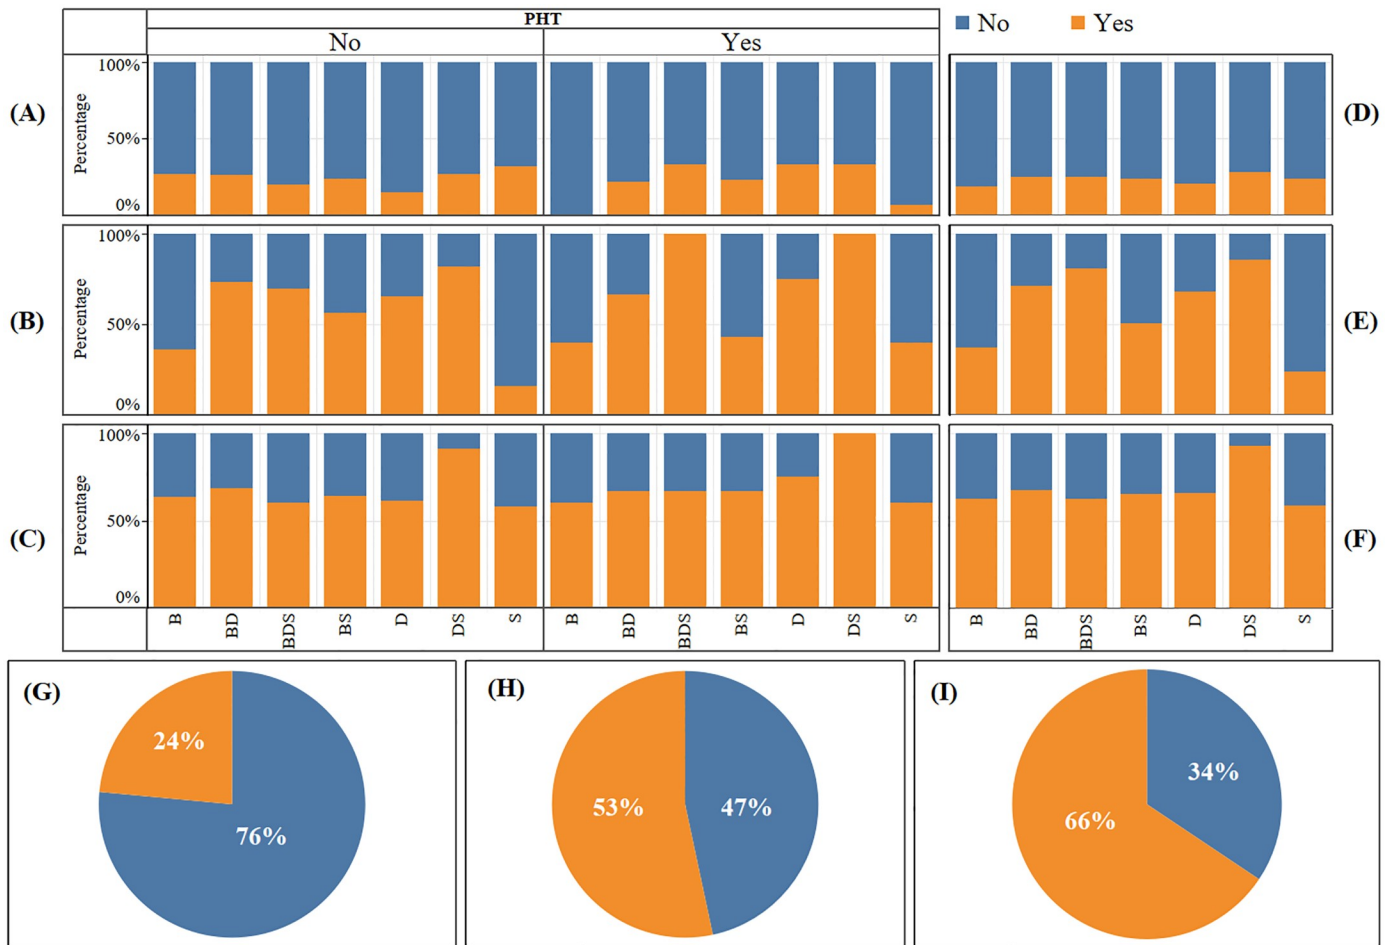 PHT
No Yes
No Yes
(A) Percentage 100% 50% 0% (D)
(B) Percentage 100% 50% 0% (E)
(C) Percentage 100% 50% 0% (F)
B BD BDS BS D DS S B BD BDS BS D DS S B BD BDS BS D DS S
(G) 24% 76%
(H) 53% 47%
(I) 34% 66%